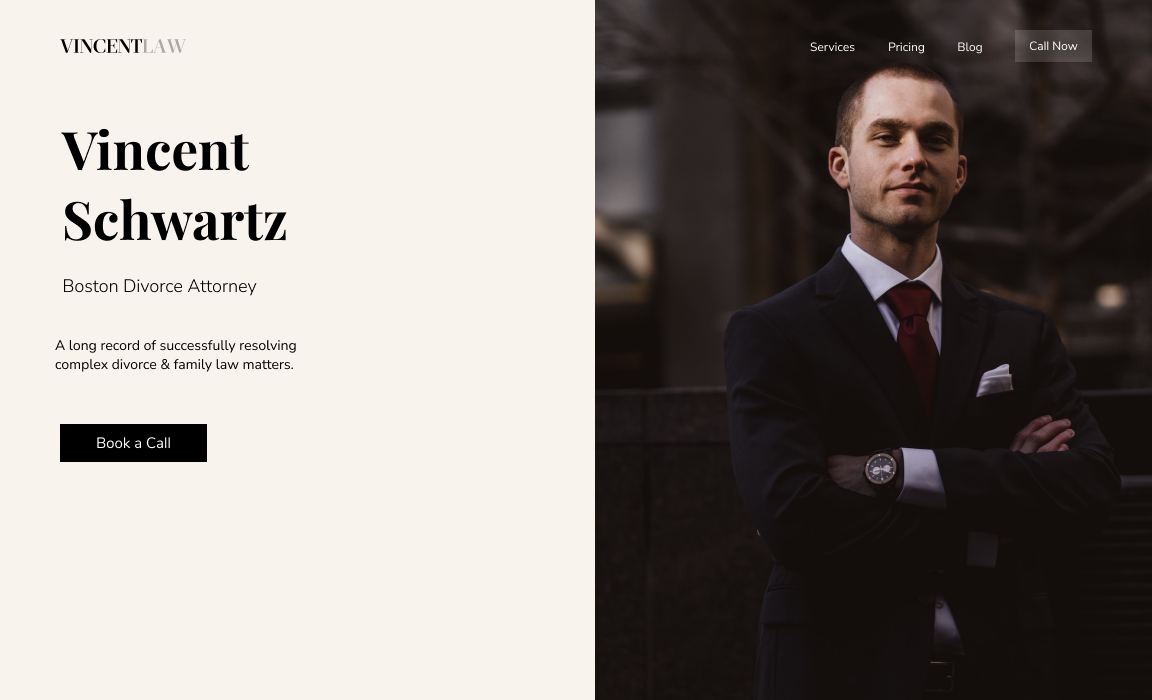 VINCENTLAW
Services
Pricing
Blog
Call Now
Vincent
Schwartz
Boston Divorce Attorney
A long record of successfully resolving
complex divorce & family law matters.
Book a Call